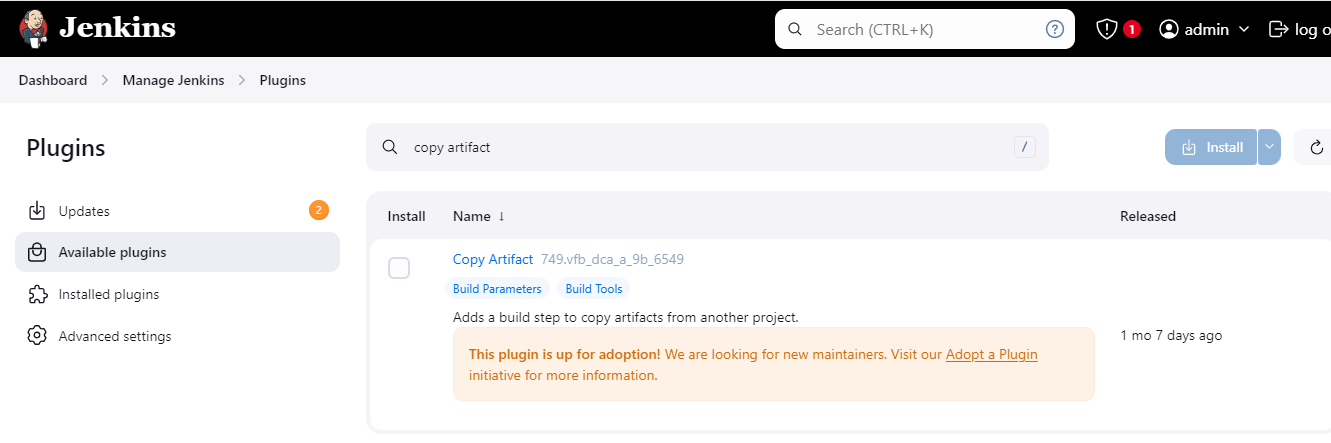 Jenkins
Search (CTRL+K)
?
1
admin
log o
Dashboard > Manage Jenkins > Plugins
Plugins
copy artifact
/
Install
Updates
2
Available plugins
Installed plugins
Advanced settings
Install Name ↓ Released
Copy Artifact 749.vfb_dca_a_9b_6549
Build Parameters Build Tools
Adds a build step to copy artifacts from another project.
This plugin is up for adoption! We are looking for new maintainers. Visit our Adopt a Plugin
initiative for more information.
1 mo 7 days ago